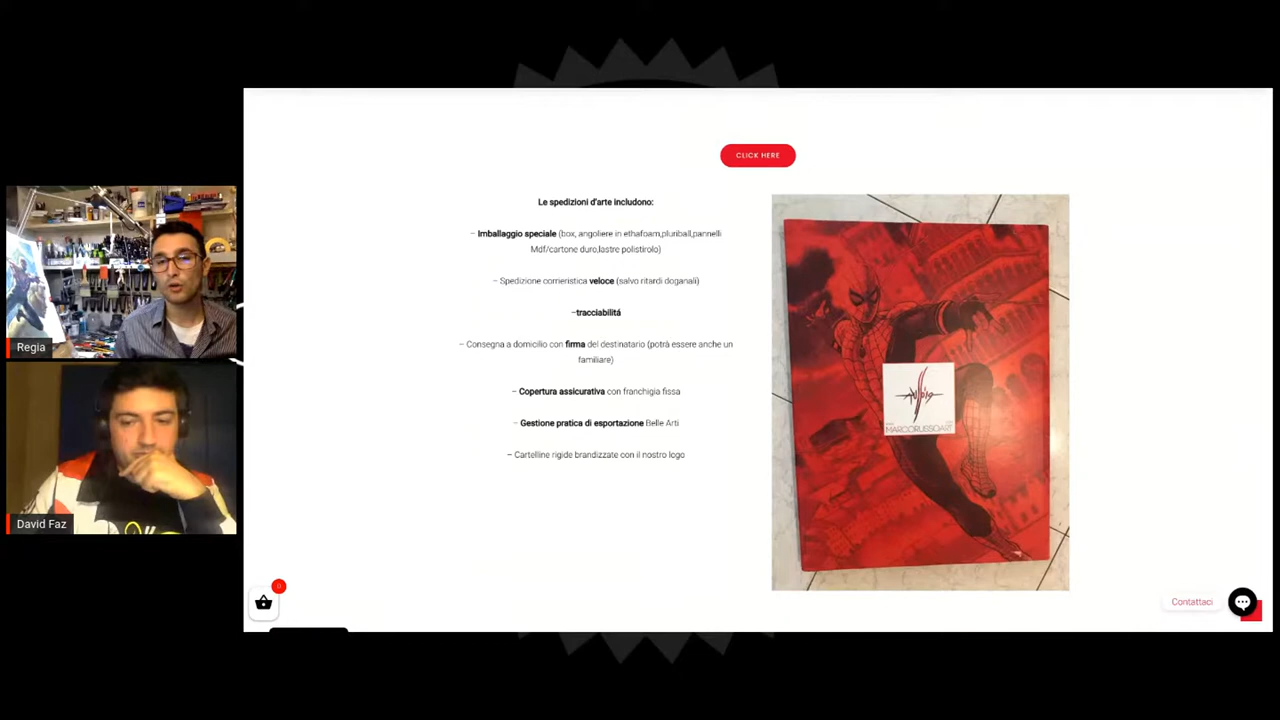 CLICK HERE
Le spedizioni d'arte includono:
– Imballaggio speciale (box, angoliere in ethafoam,pluriball,pannelli
Mdf/cartone duro,lastre polistirolo)
– Spedizione corrieristica veloce (salvo ritardi doganali)
–tracciabilitá
– Consegna a domicilio con firma del destinatario (potrà essere anche un
familiare)
– Copertura assicurativa con franchigia fissa
– Gestione pratica di esportazione Belle Arti
– Cartelline rigide brandizzate con il nostro logo
MARCORUSSOART
Regia
David Faz
0
Contattaci